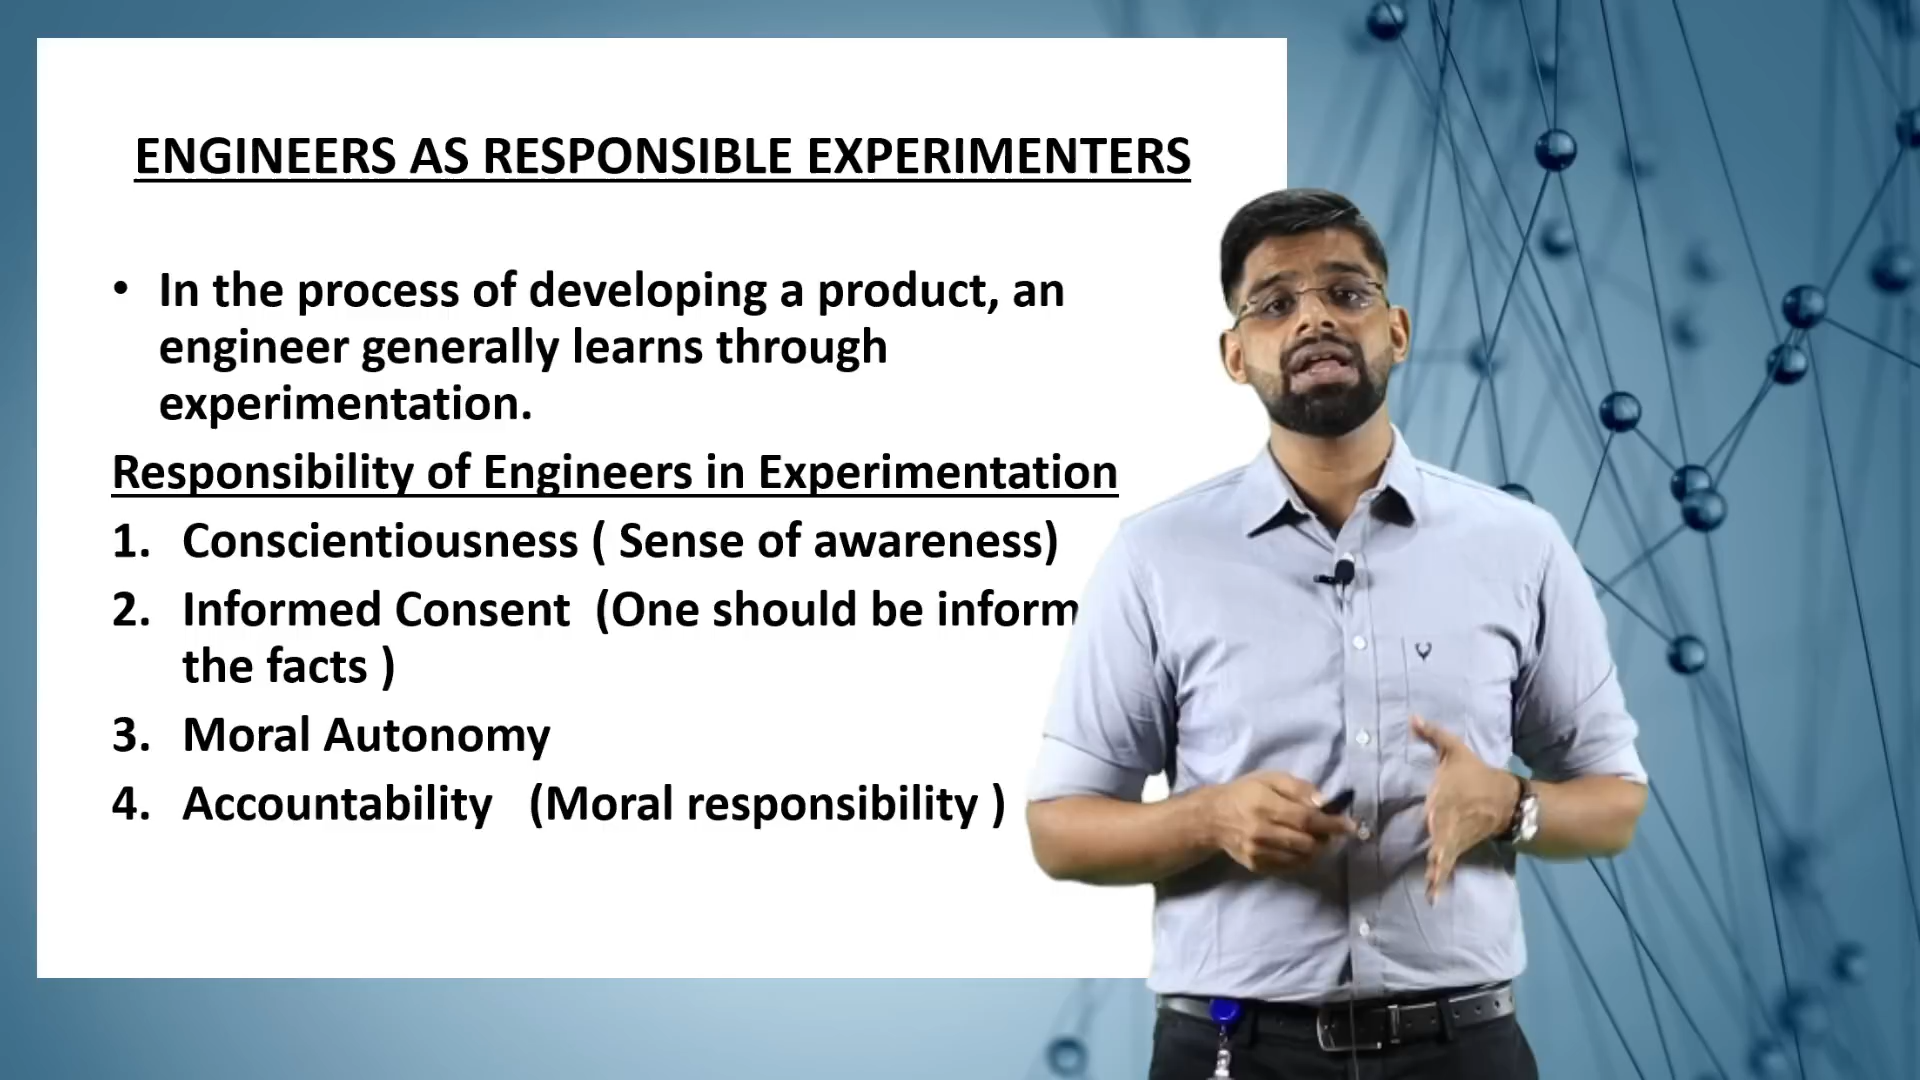 ENGINEERS AS RESPONSIBLE EXPERIMENTERS
• In the process of developing a product, an
engineer generally learns through
experimentation.
Responsibility of Engineers in Experimentation
1. Conscientiousness ( Sense of awareness)
2. Informed Consent (One should be inform
the facts )
3. Moral Autonomy
4. Accountability (Moral responsibility )